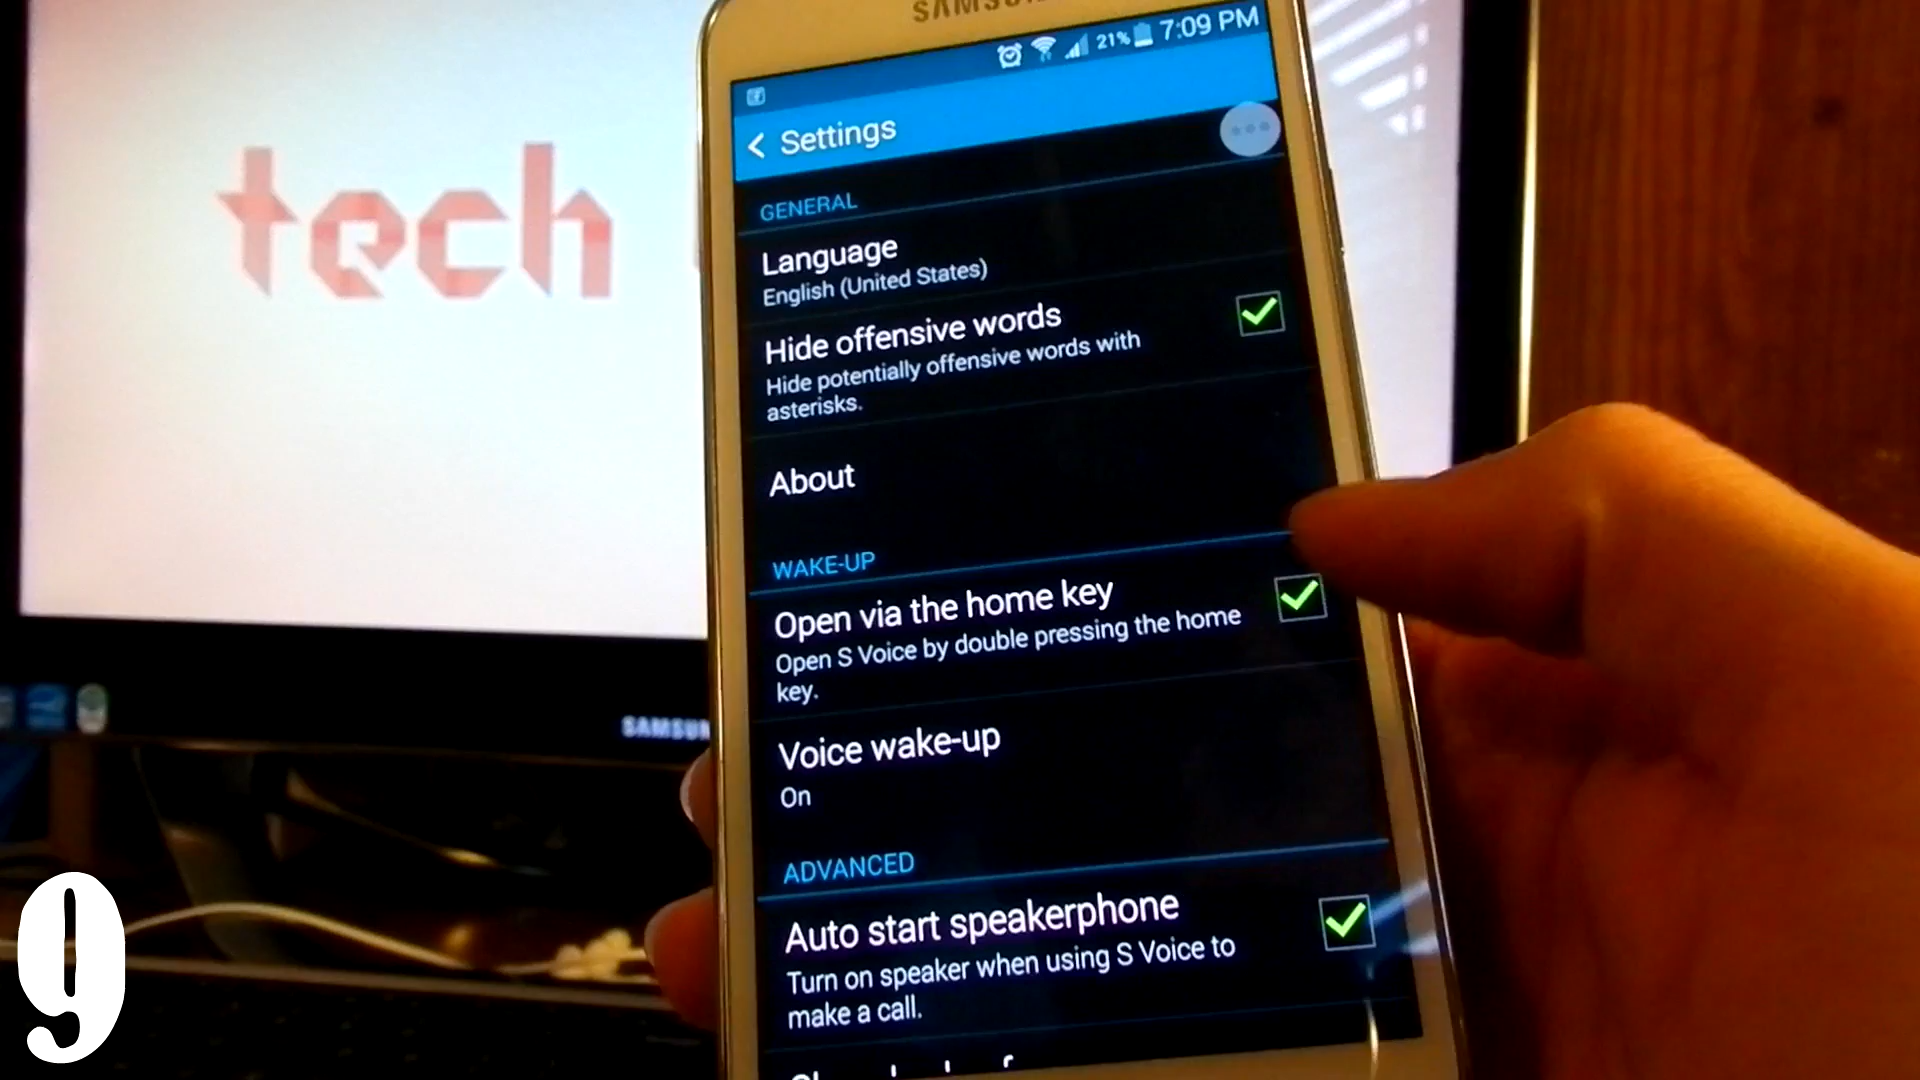 tech
SAMSU
21% 7:09 PM
Settings
GENERAL
Language
English (United States)
Hide offensive words
Hide potentially offensive words with
asterisks.
About
WAKE-UP
Open via the home key
Open S Voice by double pressing the home
key.
Voice wake-up
On
ADVANCED
Auto start speakerphone
Turn on speaker when using S Voice to
make a call.
SAMSUN
9